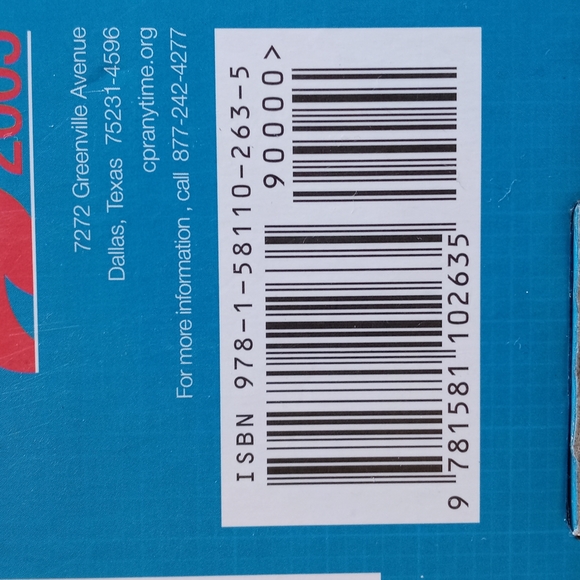 2005
7272 Greenville Avenue
Dallas, Texas 75231-4596
cpranytime.org
For more information , call 877-242-4277
ISBN 978-1-58110-263-5
90000>
9 781581 102635